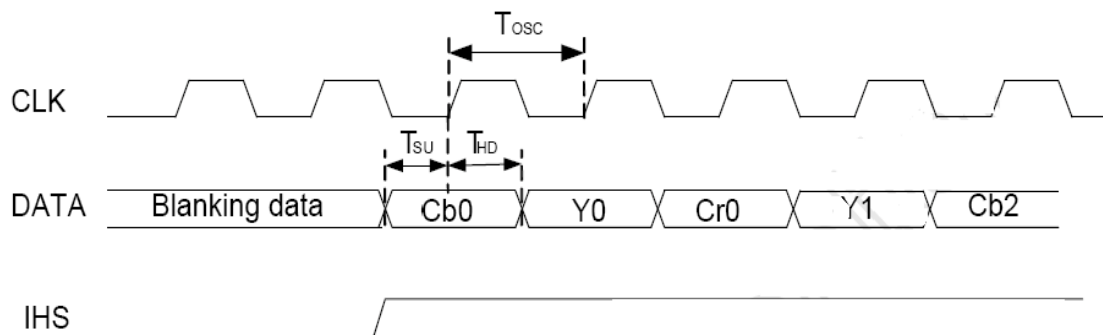 TOSC
CLK
TSU THD
DATA Blanking data Cb0 Y0 Cr0 Y1 Cb2
IHS